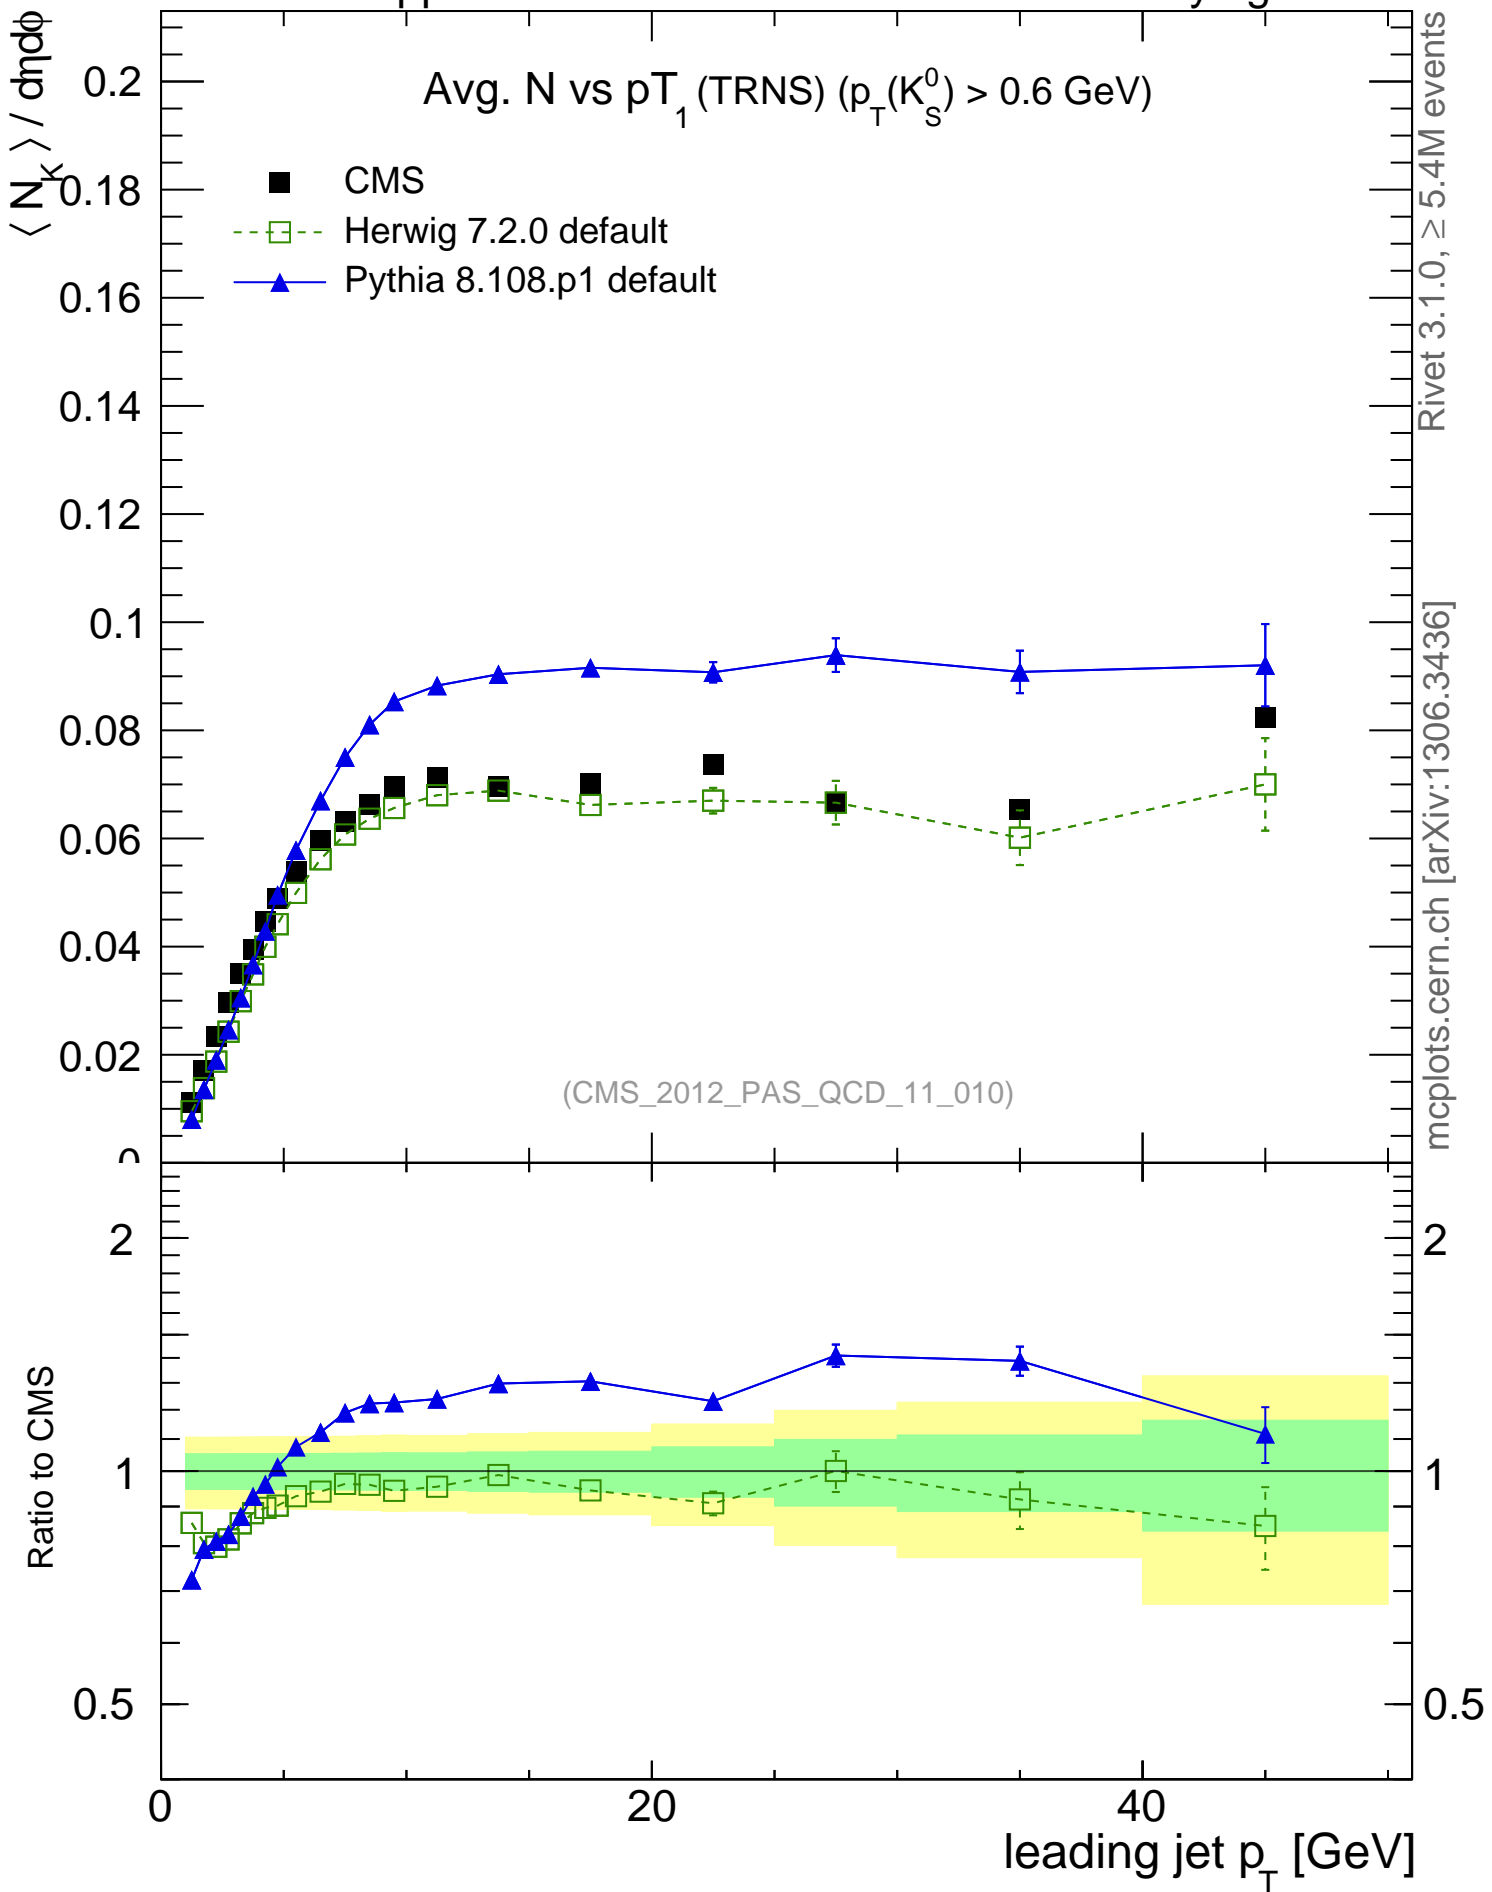 Avg. N vs pT1 (TRNS) (pT(K0S) > 0.6 GeV)
⟨ NK ⟩ / dηdϕ
CMS
Herwig 7.2.0 default
Pythia 8.108.p1 default
0.2
0.18
0.16
0.14
0.12
0.1
0.08
0.06
0.04
0.02
0
(CMS_2012_PAS_QCD_11_010)
Rivet 3.1.0, ≥ 5.4M events
mcplots.cern.ch [arXiv:1306.3436]
Ratio to CMS
2
1
0.5
2
1
0.5
0 20 40
leading jet pT [GeV]